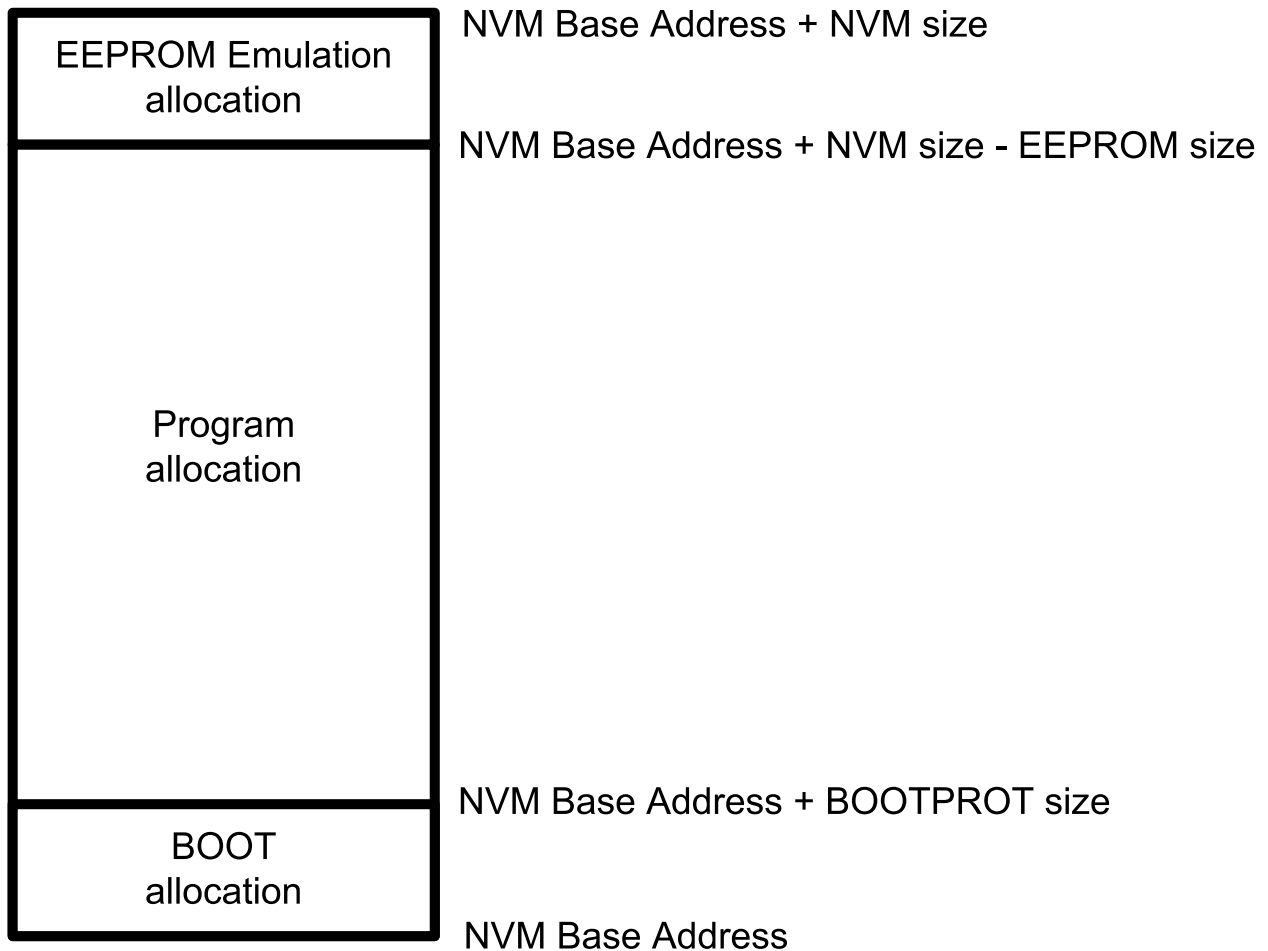 NVM Base Address + NVM size
EEPROM Emulation
allocation
NVM Base Address + NVM size - EEPROM size
Program
allocation
NVM Base Address + BOOTPROT size
BOOT
allocation
NVM Base Address